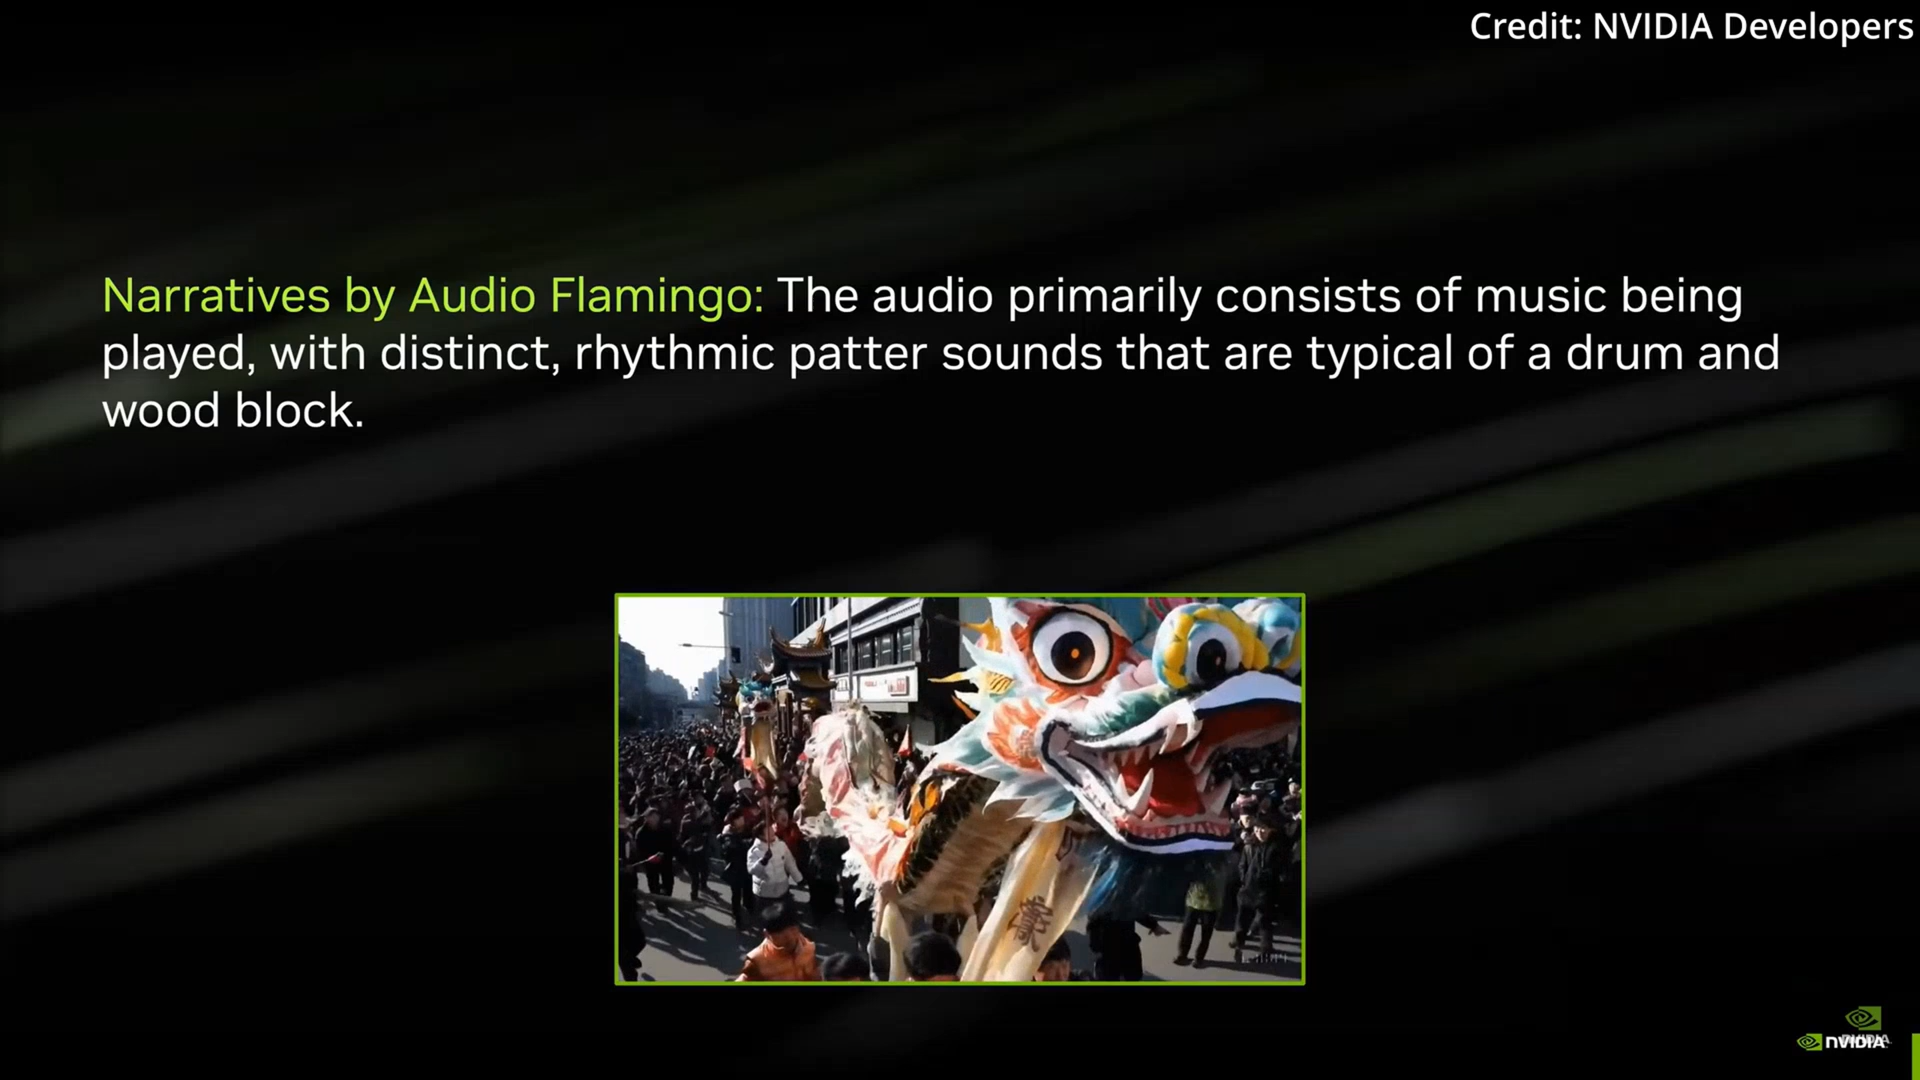 Credit: NVIDIA Developers
Narratives by Audio Flamingo: The audio primarily consists of music being
played, with distinct, rhythmic patter sounds that are typical of a drum and
wood block.
NVIDIA
NVIDIA